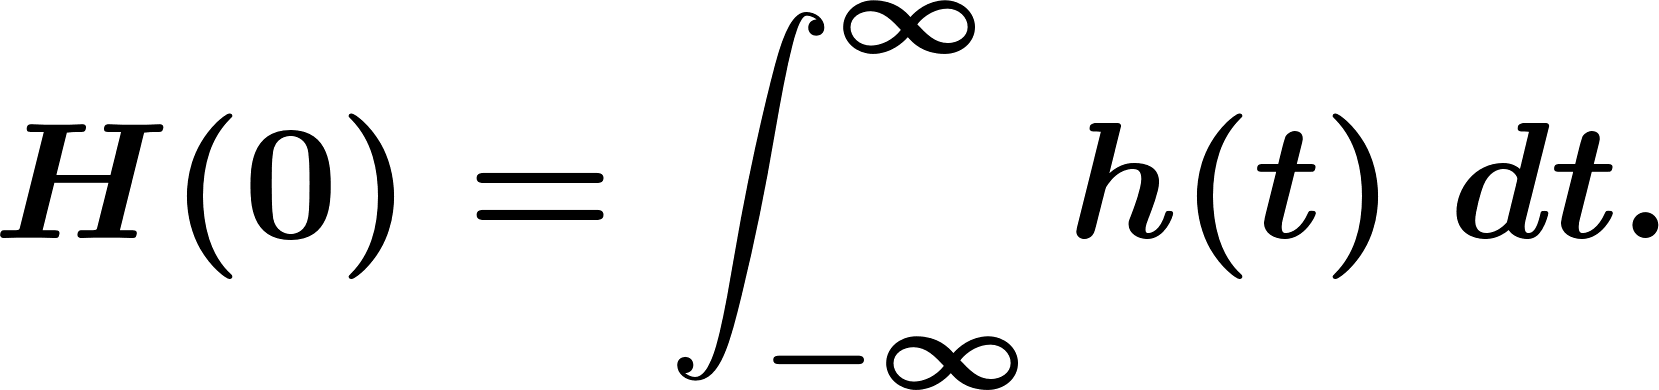 H(0) = ∫_{-∞}^{∞} h(t) dt.